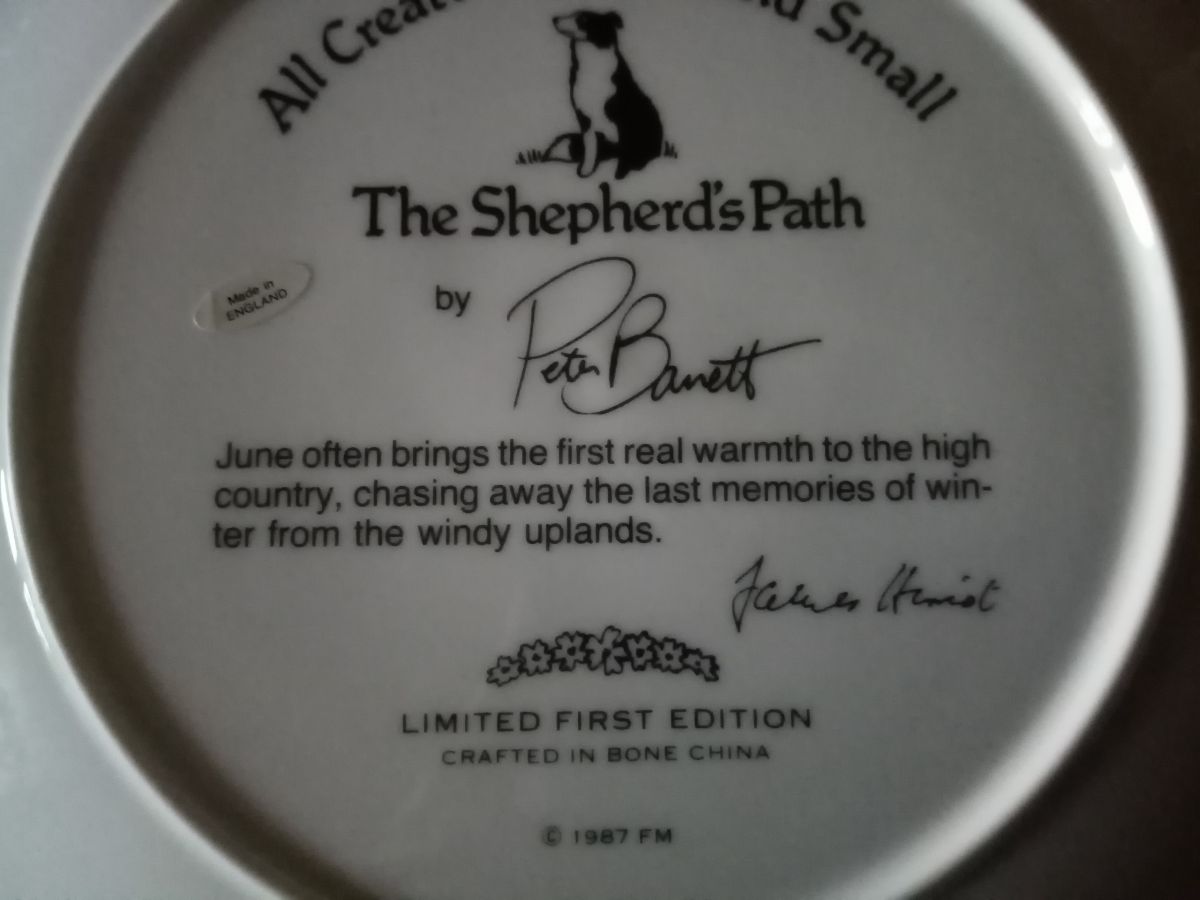 All Creat nd Small
The Shepherd's Path
Made in
ENGLAND
by Peter Barrett
June often brings the first real warmth to the high
country, chasing away the last memories of win-
ter from the windy uplands.
James Herriot
LIMITED FIRST EDITION
CRAFTED IN BONE CHINA
© 1987 FM